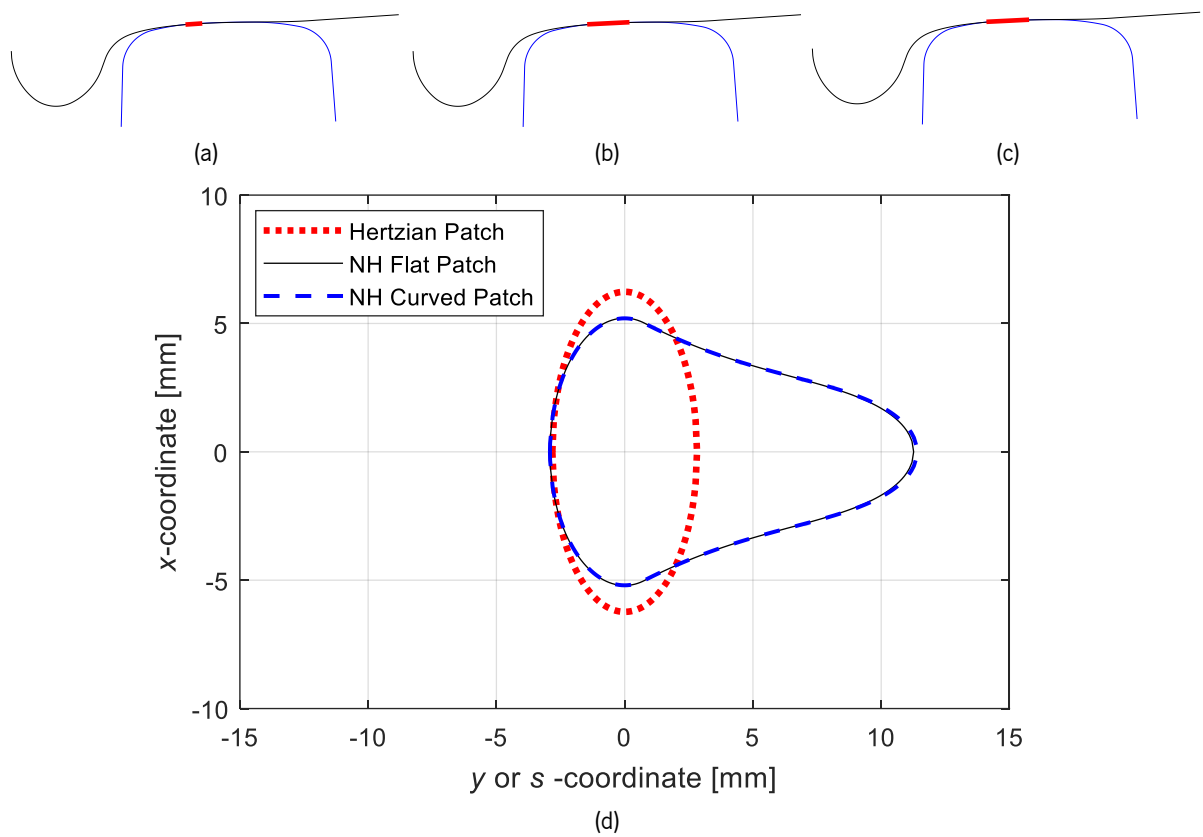 (a)
(b)
(c)
10
Hertzian Patch
NH Flat Patch
NH Curved Patch
5
0
-5
-10
x-coordinate [mm]
-15
-10
-5
0
5
10
15
y or s -coordinate [mm]
(d)